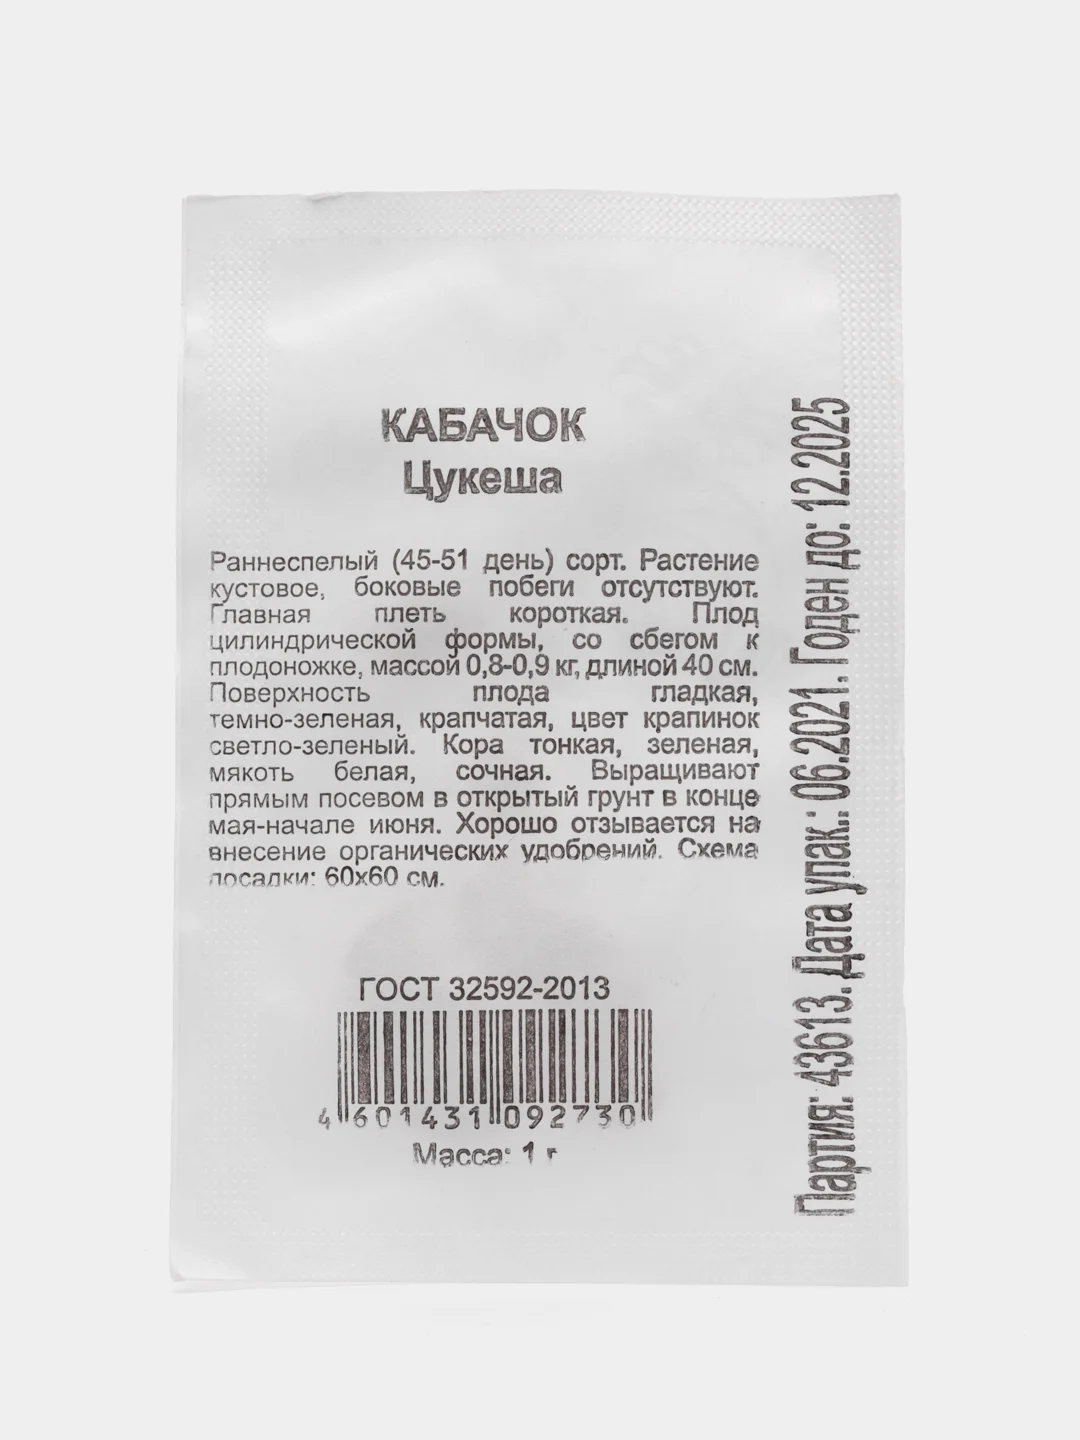 КАБАЧОК
Цукеша
Раннеспелый (45-51 день) сорт. Растение
кустовое, боковые побеги отсутствуют.
Главная плеть короткая. Плод
цилиндрической формы, со сбегом к
плодоножке, массой 0,8-0,9 кг, длиной 40 см.
Поверхность плода гладкая,
темно-зеленая, крапчатая, цвет крапинок
светло-зеленый. Кора тонкая, зеленая,
мякоть белая, сочная. Выращивают
прямым посевом в открытый грунт в конце
мая-начале июня. Хорошо отзывается на
внесение органических удобрений. Схема
посадки: 60х60 см.
ГОСТ 32592-2013
4 601431 092730
Масса: 1 г
Партия: 43613. Дата упак.: 06.2021. Годен до: 12.2025